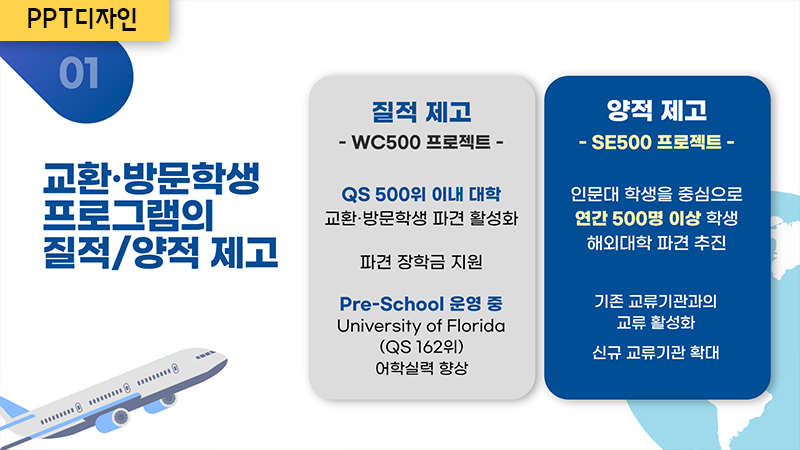 PPT디자인
01
교환·방문학생
프로그램의
질적/양적 제고
질적 제고
- WC500 프로젝트 -
QS 500위 이내 대학
교환·방문학생 파견 활성화
파견 장학금 지원
Pre-School 운영 중
University of Florida
(QS 162위)
어학실력 향상
양적 제고
- SE500 프로젝트 -
인문대 학생을 중심으로
연간 500명 이상 학생
해외대학 파견 추진
기존 교류기관과의
교류 활성화
신규 교류기관 확대